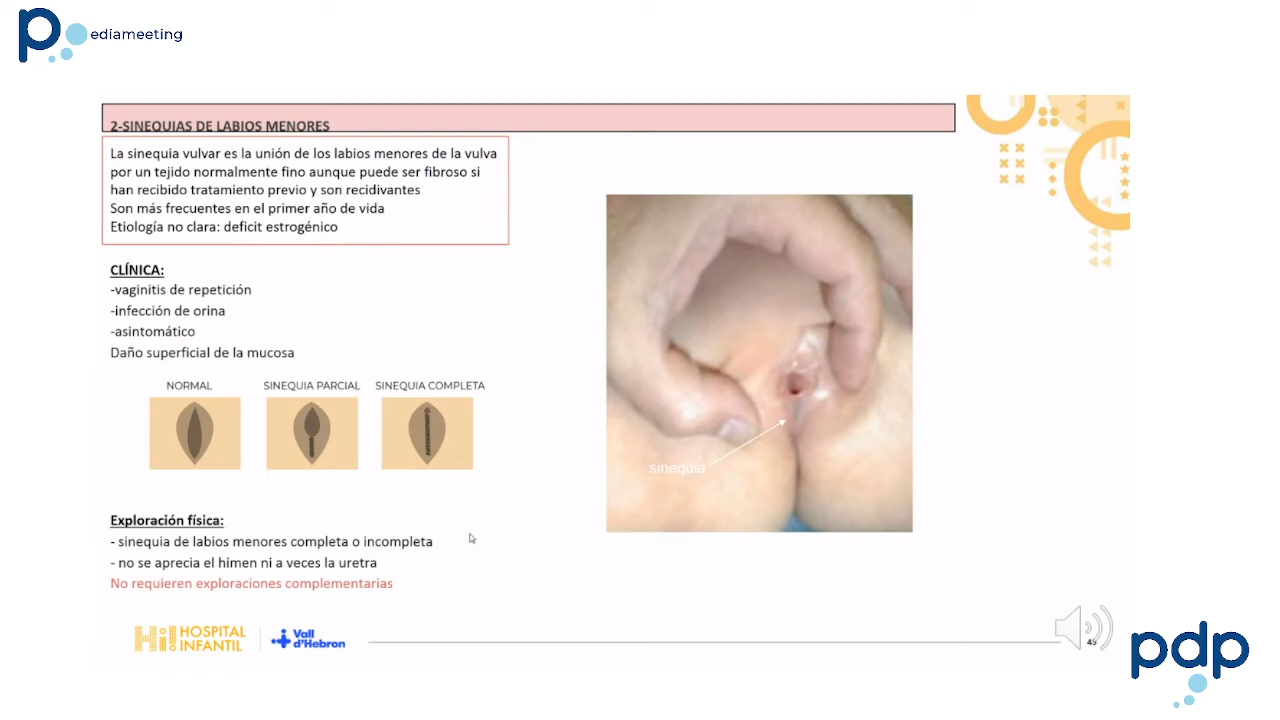 ediameeting
2-SINEQUIAS DE LABIOS MENORES
La sinequia vulvar es la unión de los labios menores de la vulva
por un tejido normalmente fino aunque puede ser fibroso si
han recibido tratamiento previo y son recidivantes
Son más frecuentes en el primer año de vida
Etiología no clara: deficit estrogénico
CLÍNICA:
-vaginitis de repetición
-infección de orina
-asintomático
Daño superficial de la mucosa
NORMAL
SINEQUIA PARCIAL
SINEQUIA COMPLETA
sinequia
Exploración física:
- sinequia de labios menores completa o incompleta
- no se aprecia el himen ni a veces la uretra
No requieren exploraciones complementarias
Hi! HOSPITAL
INFANTIL
Vall
d'Hebron
45
pdp